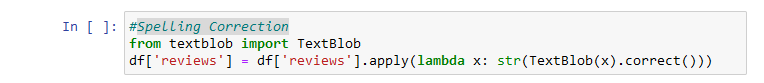 In [ ]: #Spelling Correction
from textblob import TextBlob
df['reviews'] = df['reviews'].apply(lambda x: str(TextBlob(x).correct()))